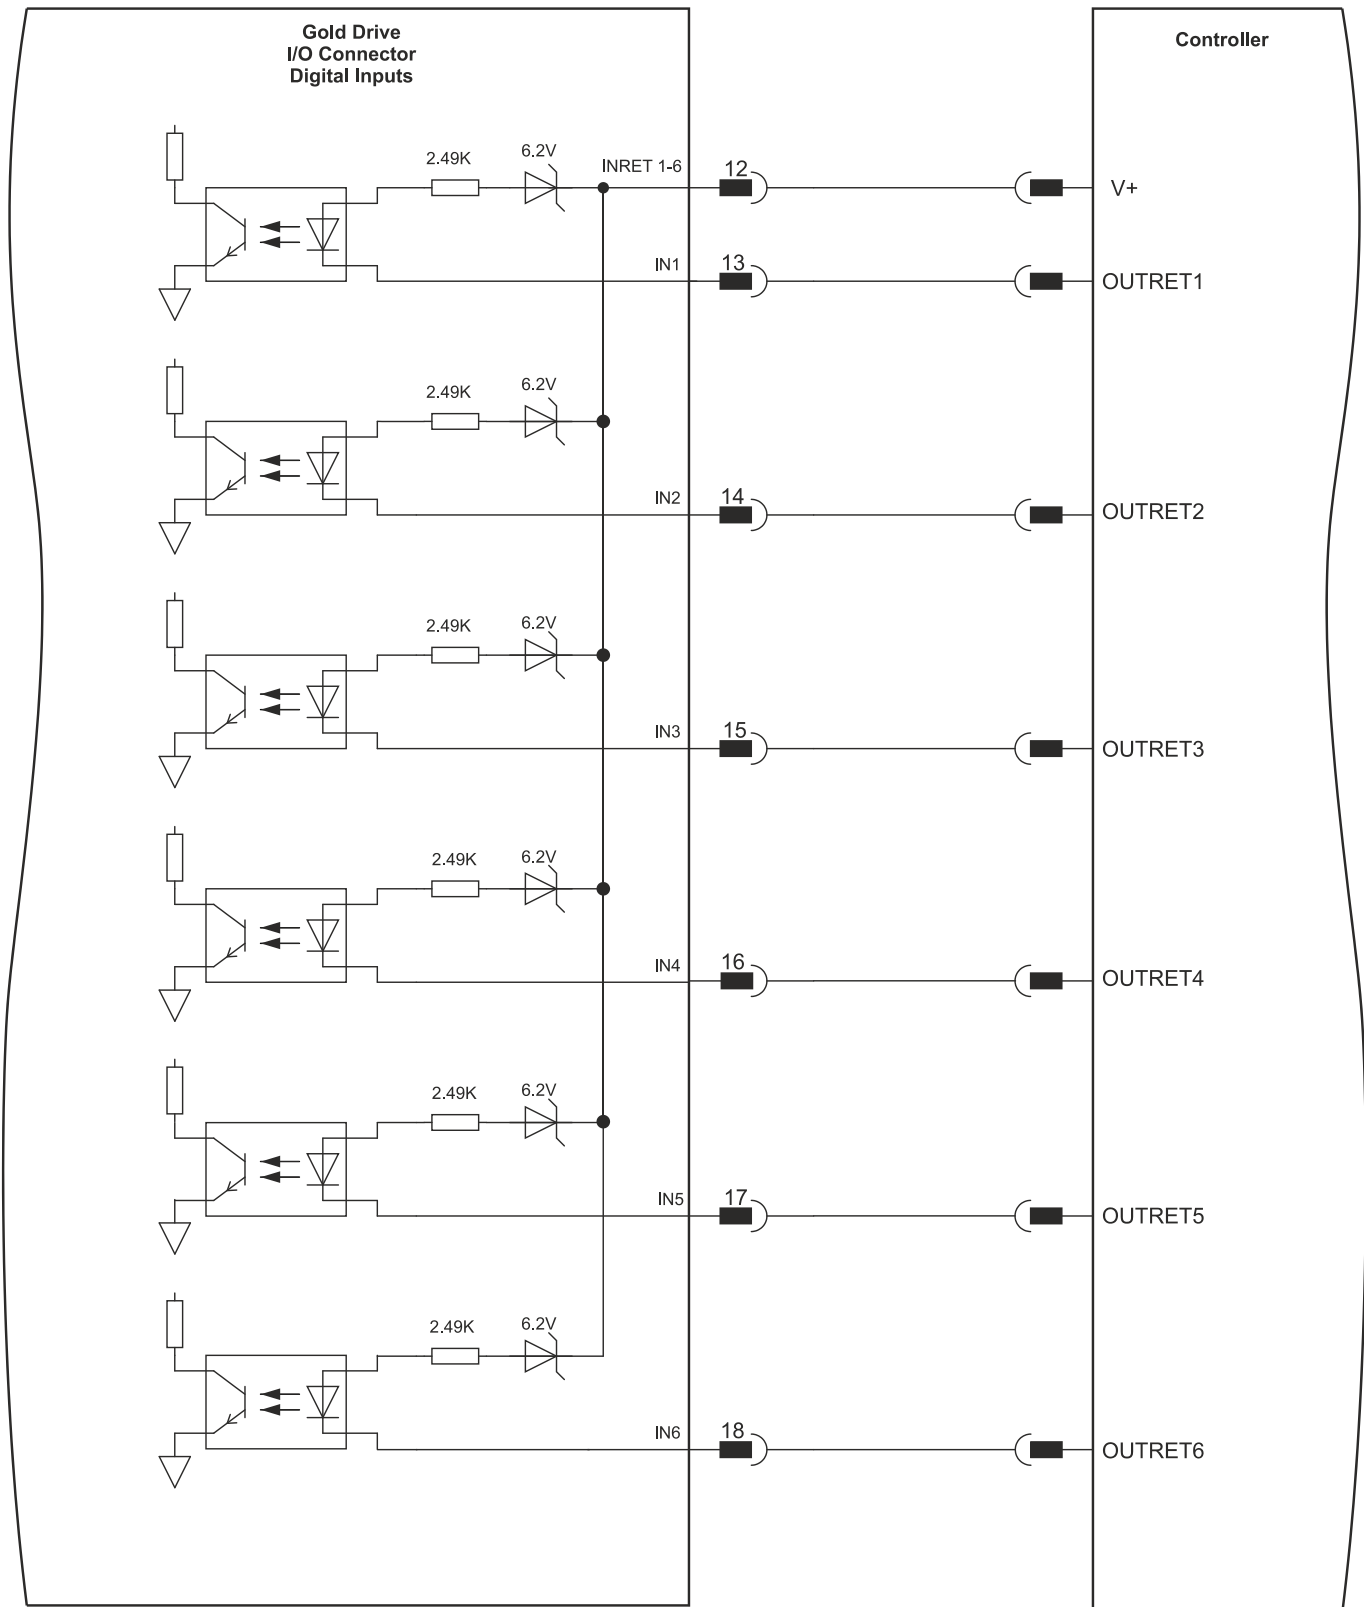 Gold Drive
I/O Connector
Digital Inputs
Controller
2.49K
6.2V
INRET 1-6
12
V+
IN1
13
OUTRET1
2.49K
6.2V
IN2
14
OUTRET2
2.49K
6.2V
IN3
15
OUTRET3
2.49K
6.2V
IN4
16
OUTRET4
2.49K
6.2V
IN5
17
OUTRET5
2.49K
6.2V
IN6
18
OUTRET6